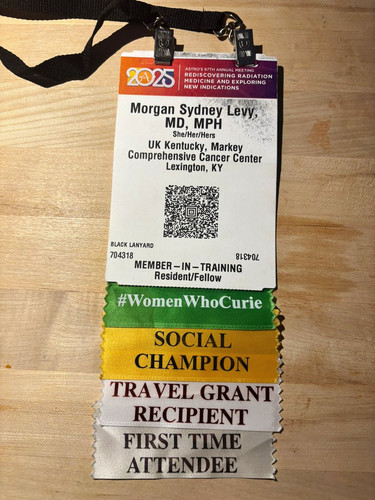 2025
ASTRO'S 67TH ANNUAL MEETING
REDISCOVERING RADIATION
MEDICINE AND EXPLORING
NEW INDICATIONS
Morgan Sydney Levy,
MD, MPH
She/Her/Hers
UK Kentucky, Markey
Comprehensive Cancer Center
Lexington, KY
BLACK LANYARD
704318
704318
MEMBER-IN-TRAINING
Resident/Fellow
#WomenWhoCurie
SOCIAL
CHAMPION
TRAVEL GRANT
RECIPIENT
FIRST TIME
ATTENDEE